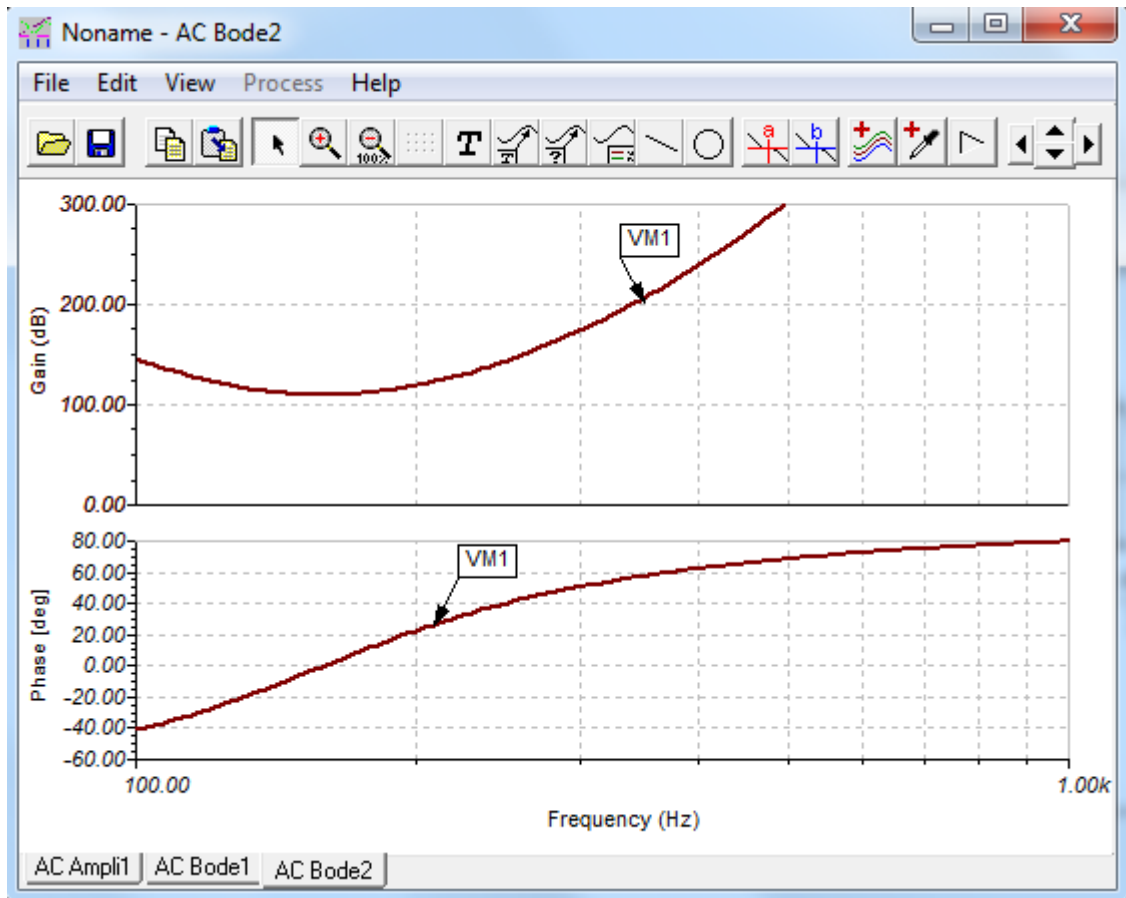 Noname - AC Bode2
File Edit View Process Help
100% T T ? = x a b
300.00
VM1
200.00
Gain (dB)
100.00
0.00
80.00
VM1
60.00
40.00
20.00
Phase [deg]
0.00
-20.00
-40.00
-60.00
100.00 1.00k
Frequency (Hz)
AC Ampli1 AC Bode1 AC Bode2